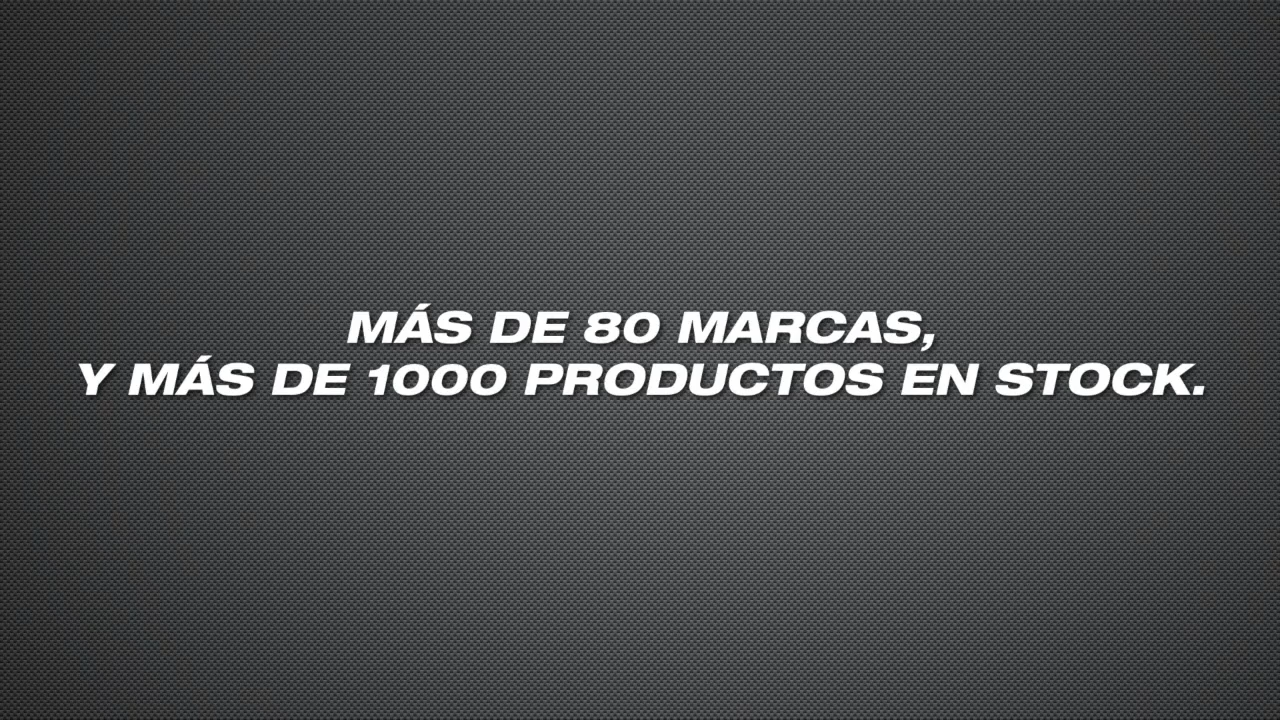 MÁS DE 80 MARCAS,
Y MÁS DE 1000 PRODUCTOS EN STOCK.